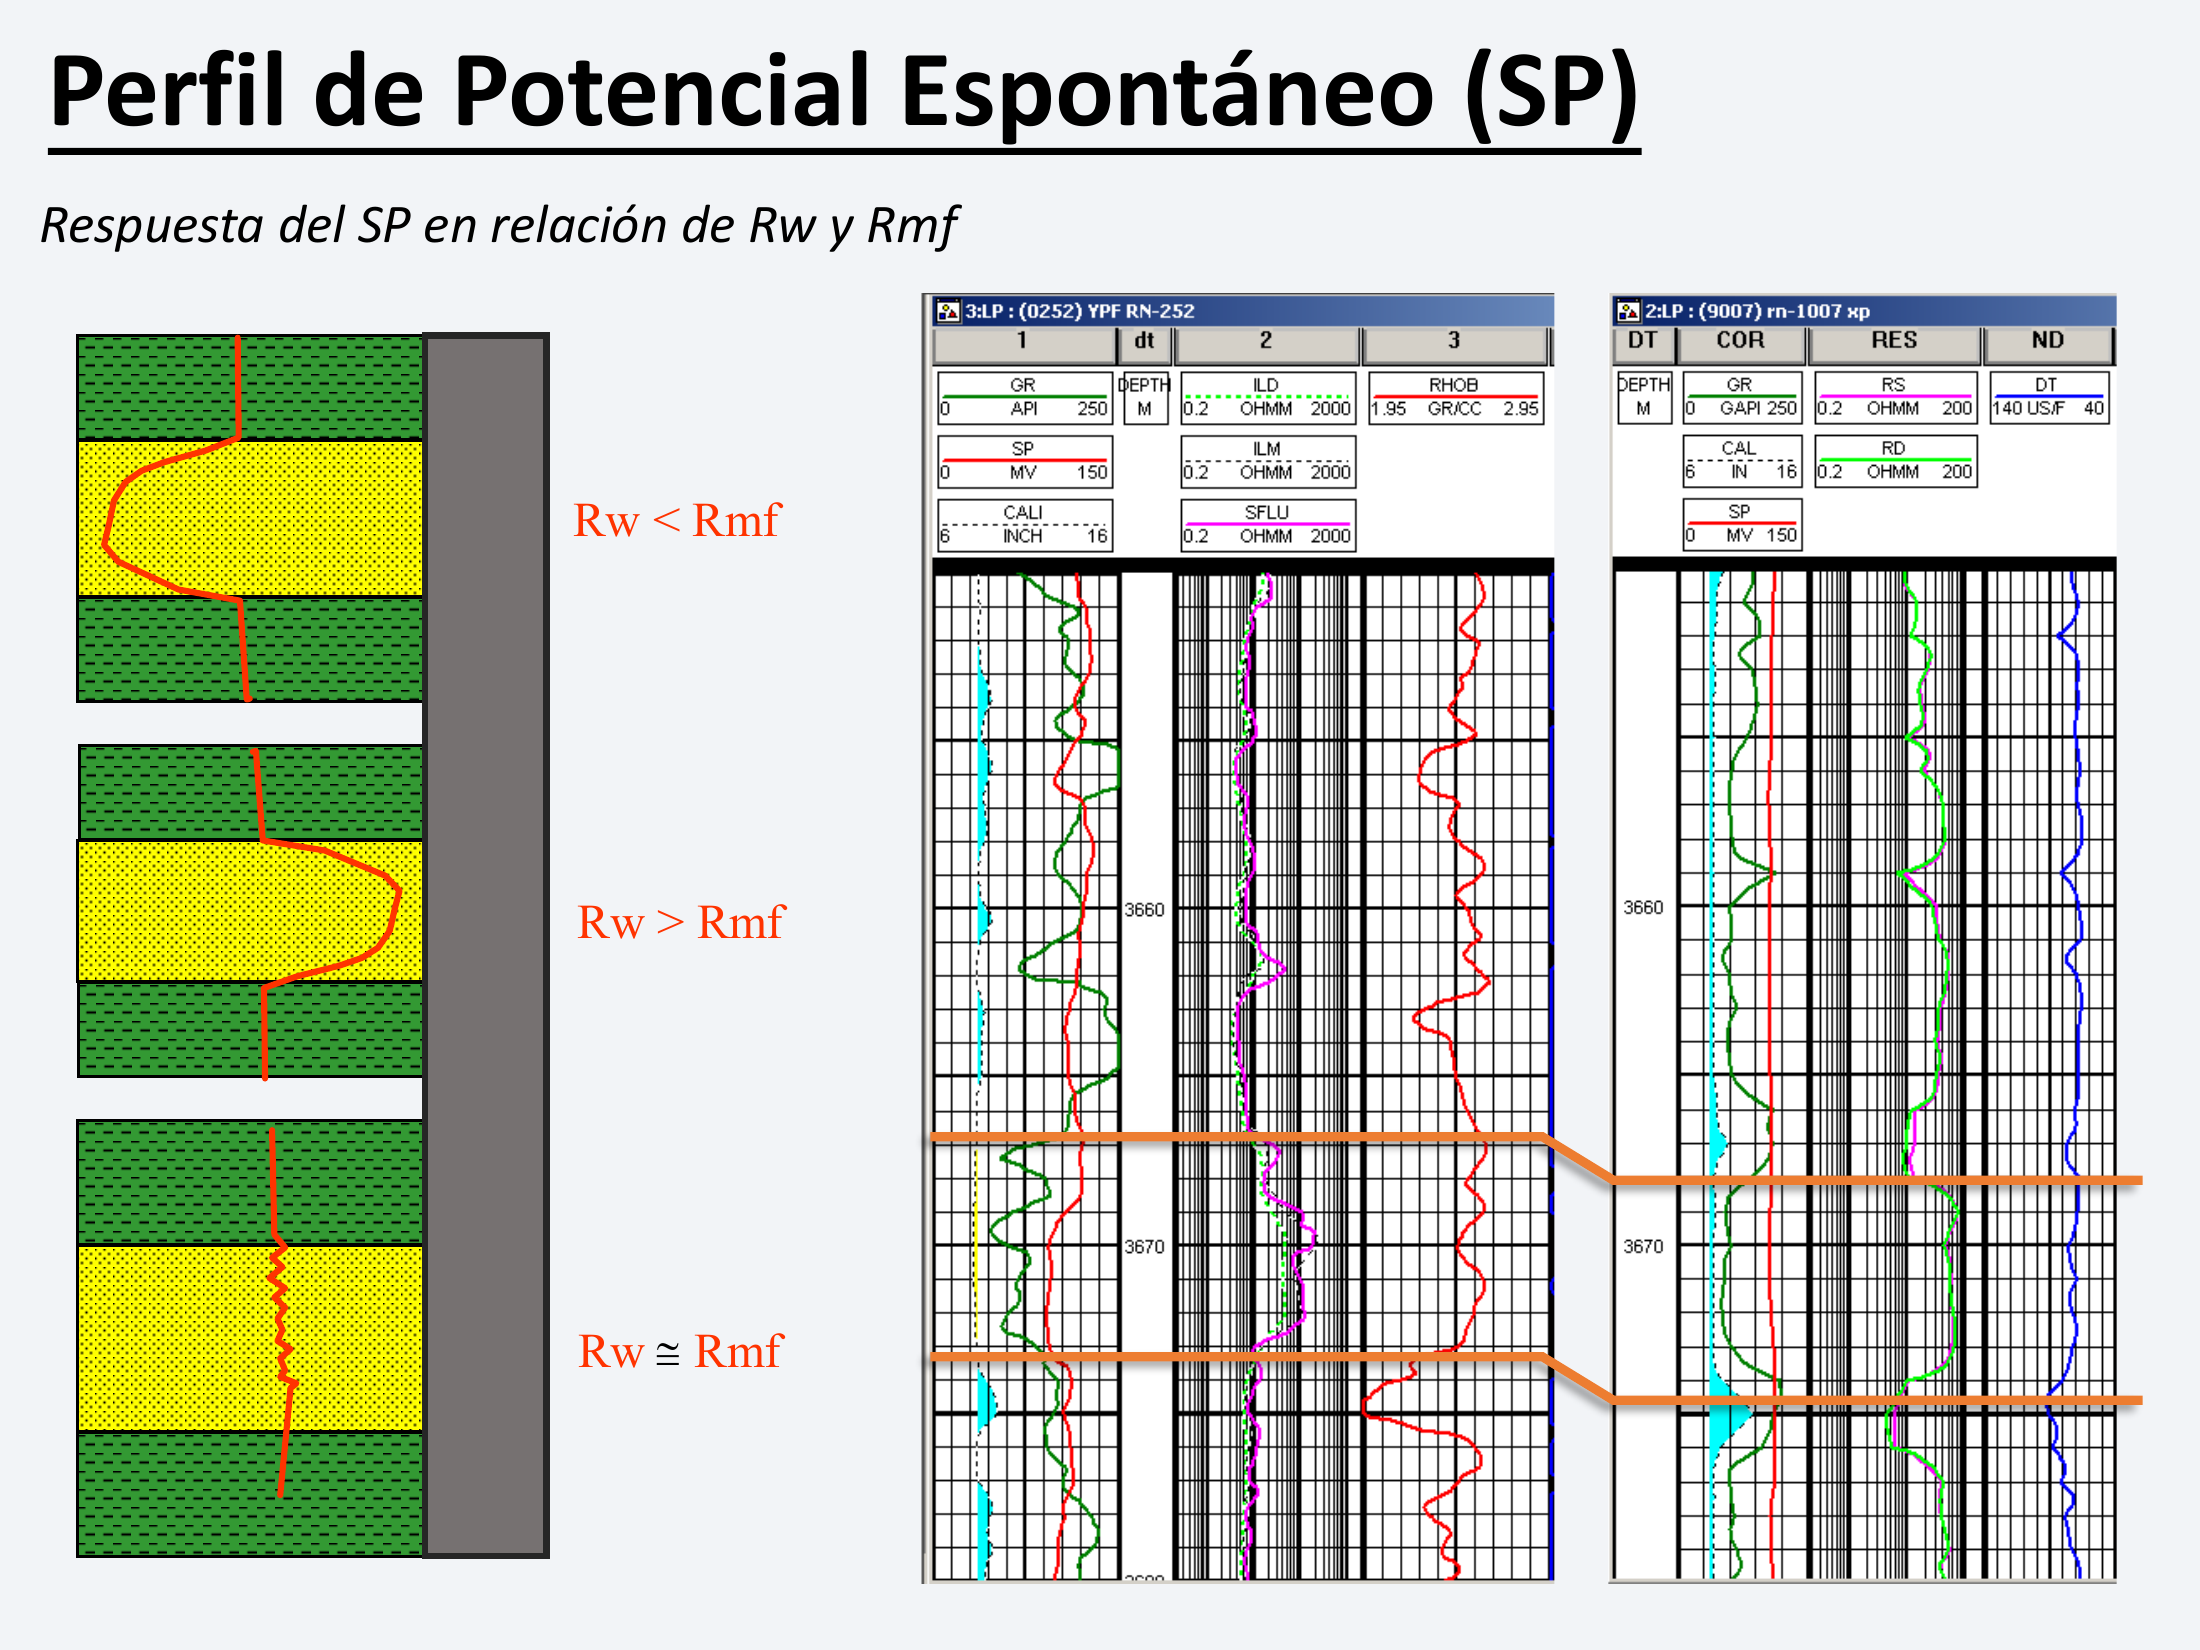 Perfil de Potencial Espontáneo (SP)
Respuesta del SP en relación de Rw y Rmf
Rw < Rmf
Rw > Rmf
Rw ≅ Rmf
3:LP : (0252) YPF RN-252
1 dt 2 3
GR
0 API 250
DEPTH
M
ILD
0.2 OHMM 2000
RHOB
1.95 GR/CC 2.95
SP
0 MV 150
ILM
0.2 OHMM 2000
CALI
6 INCH 16
SFLU
0.2 OHMM 2000
3660
3670
2:LP : (9007) rn-1007 xp
DT COR RES ND
DEPTH
M
GR
0 GAPI 250
RS
0.2 OHMM 200
DT
140 US/F 40
CAL
6 IN 16
RD
0.2 OHMM 200
SP
0 MV 150
3660
3670